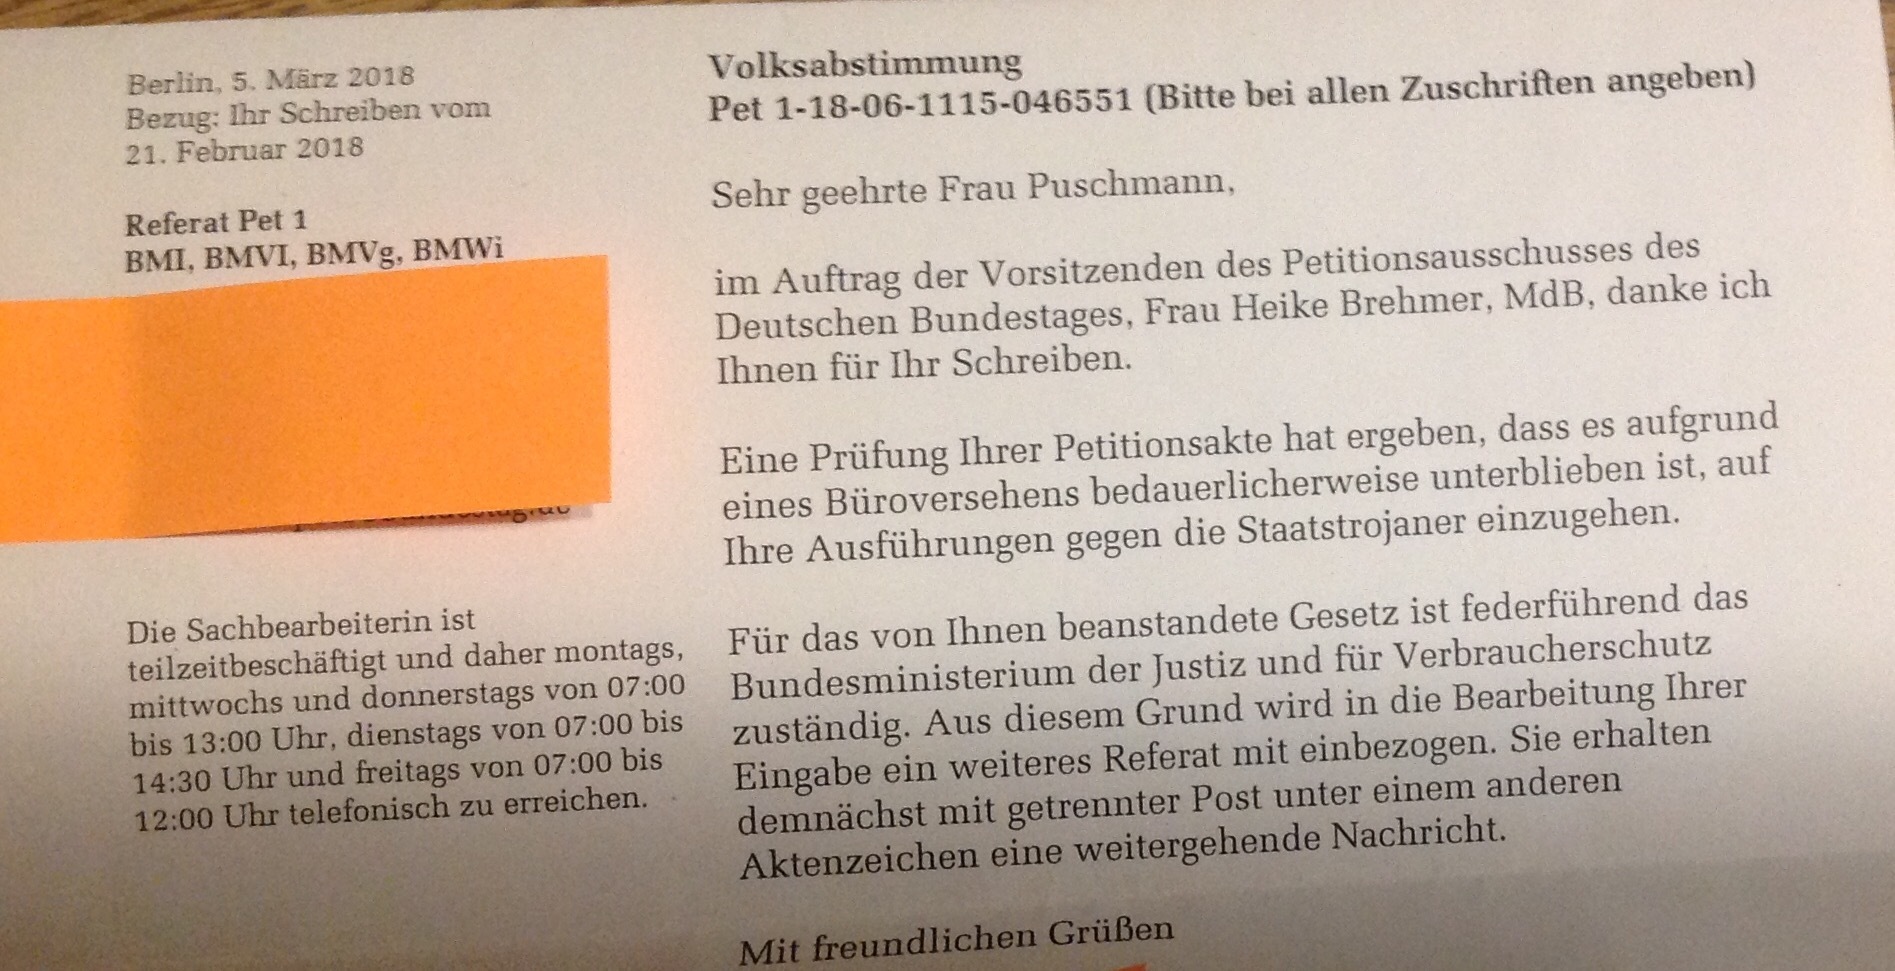 Berlin, 5. März 2018
Bezug: Ihr Schreiben vom
21. Februar 2018
Referat Pet 1
BMI, BMVI, BMVg, BMWi
Die Sachbearbeiterin ist
teilzeitbeschäftigt und daher montags,
mittwochs und donnerstags von 07:00
bis 13:00 Uhr, dienstags von 07:00 bis
14:30 Uhr und freitags von 07:00 bis
12:00 Uhr telefonisch zu erreichen.
Volksabstimmung
Pet 1-18-06-1115-046551 (Bitte bei allen Zuschriften angeben)
Sehr geehrte Frau Puschmann,
im Auftrag der Vorsitzenden des Petitionsausschusses des
Deutschen Bundestages, Frau Heike Brehmer, MdB, danke ich
Ihnen für Ihr Schreiben.
Eine Prüfung Ihrer Petitionsakte hat ergeben, dass es aufgrund
eines Büroversehens bedauerlicherweise unterblieben ist, auf
Ihre Ausführungen gegen die Staatstrojaner einzugehen.
Für das von Ihnen beanstandete Gesetz ist federführend das
Bundesministerium der Justiz und für Verbraucherschutz
zuständig. Aus diesem Grund wird in die Bearbeitung Ihrer
Eingabe ein weiteres Referat mit einbezogen. Sie erhalten
demnächst mit getrennter Post unter einem anderen
Aktenzeichen eine weitergehende Nachricht.
Mit freundlichen Grüßen